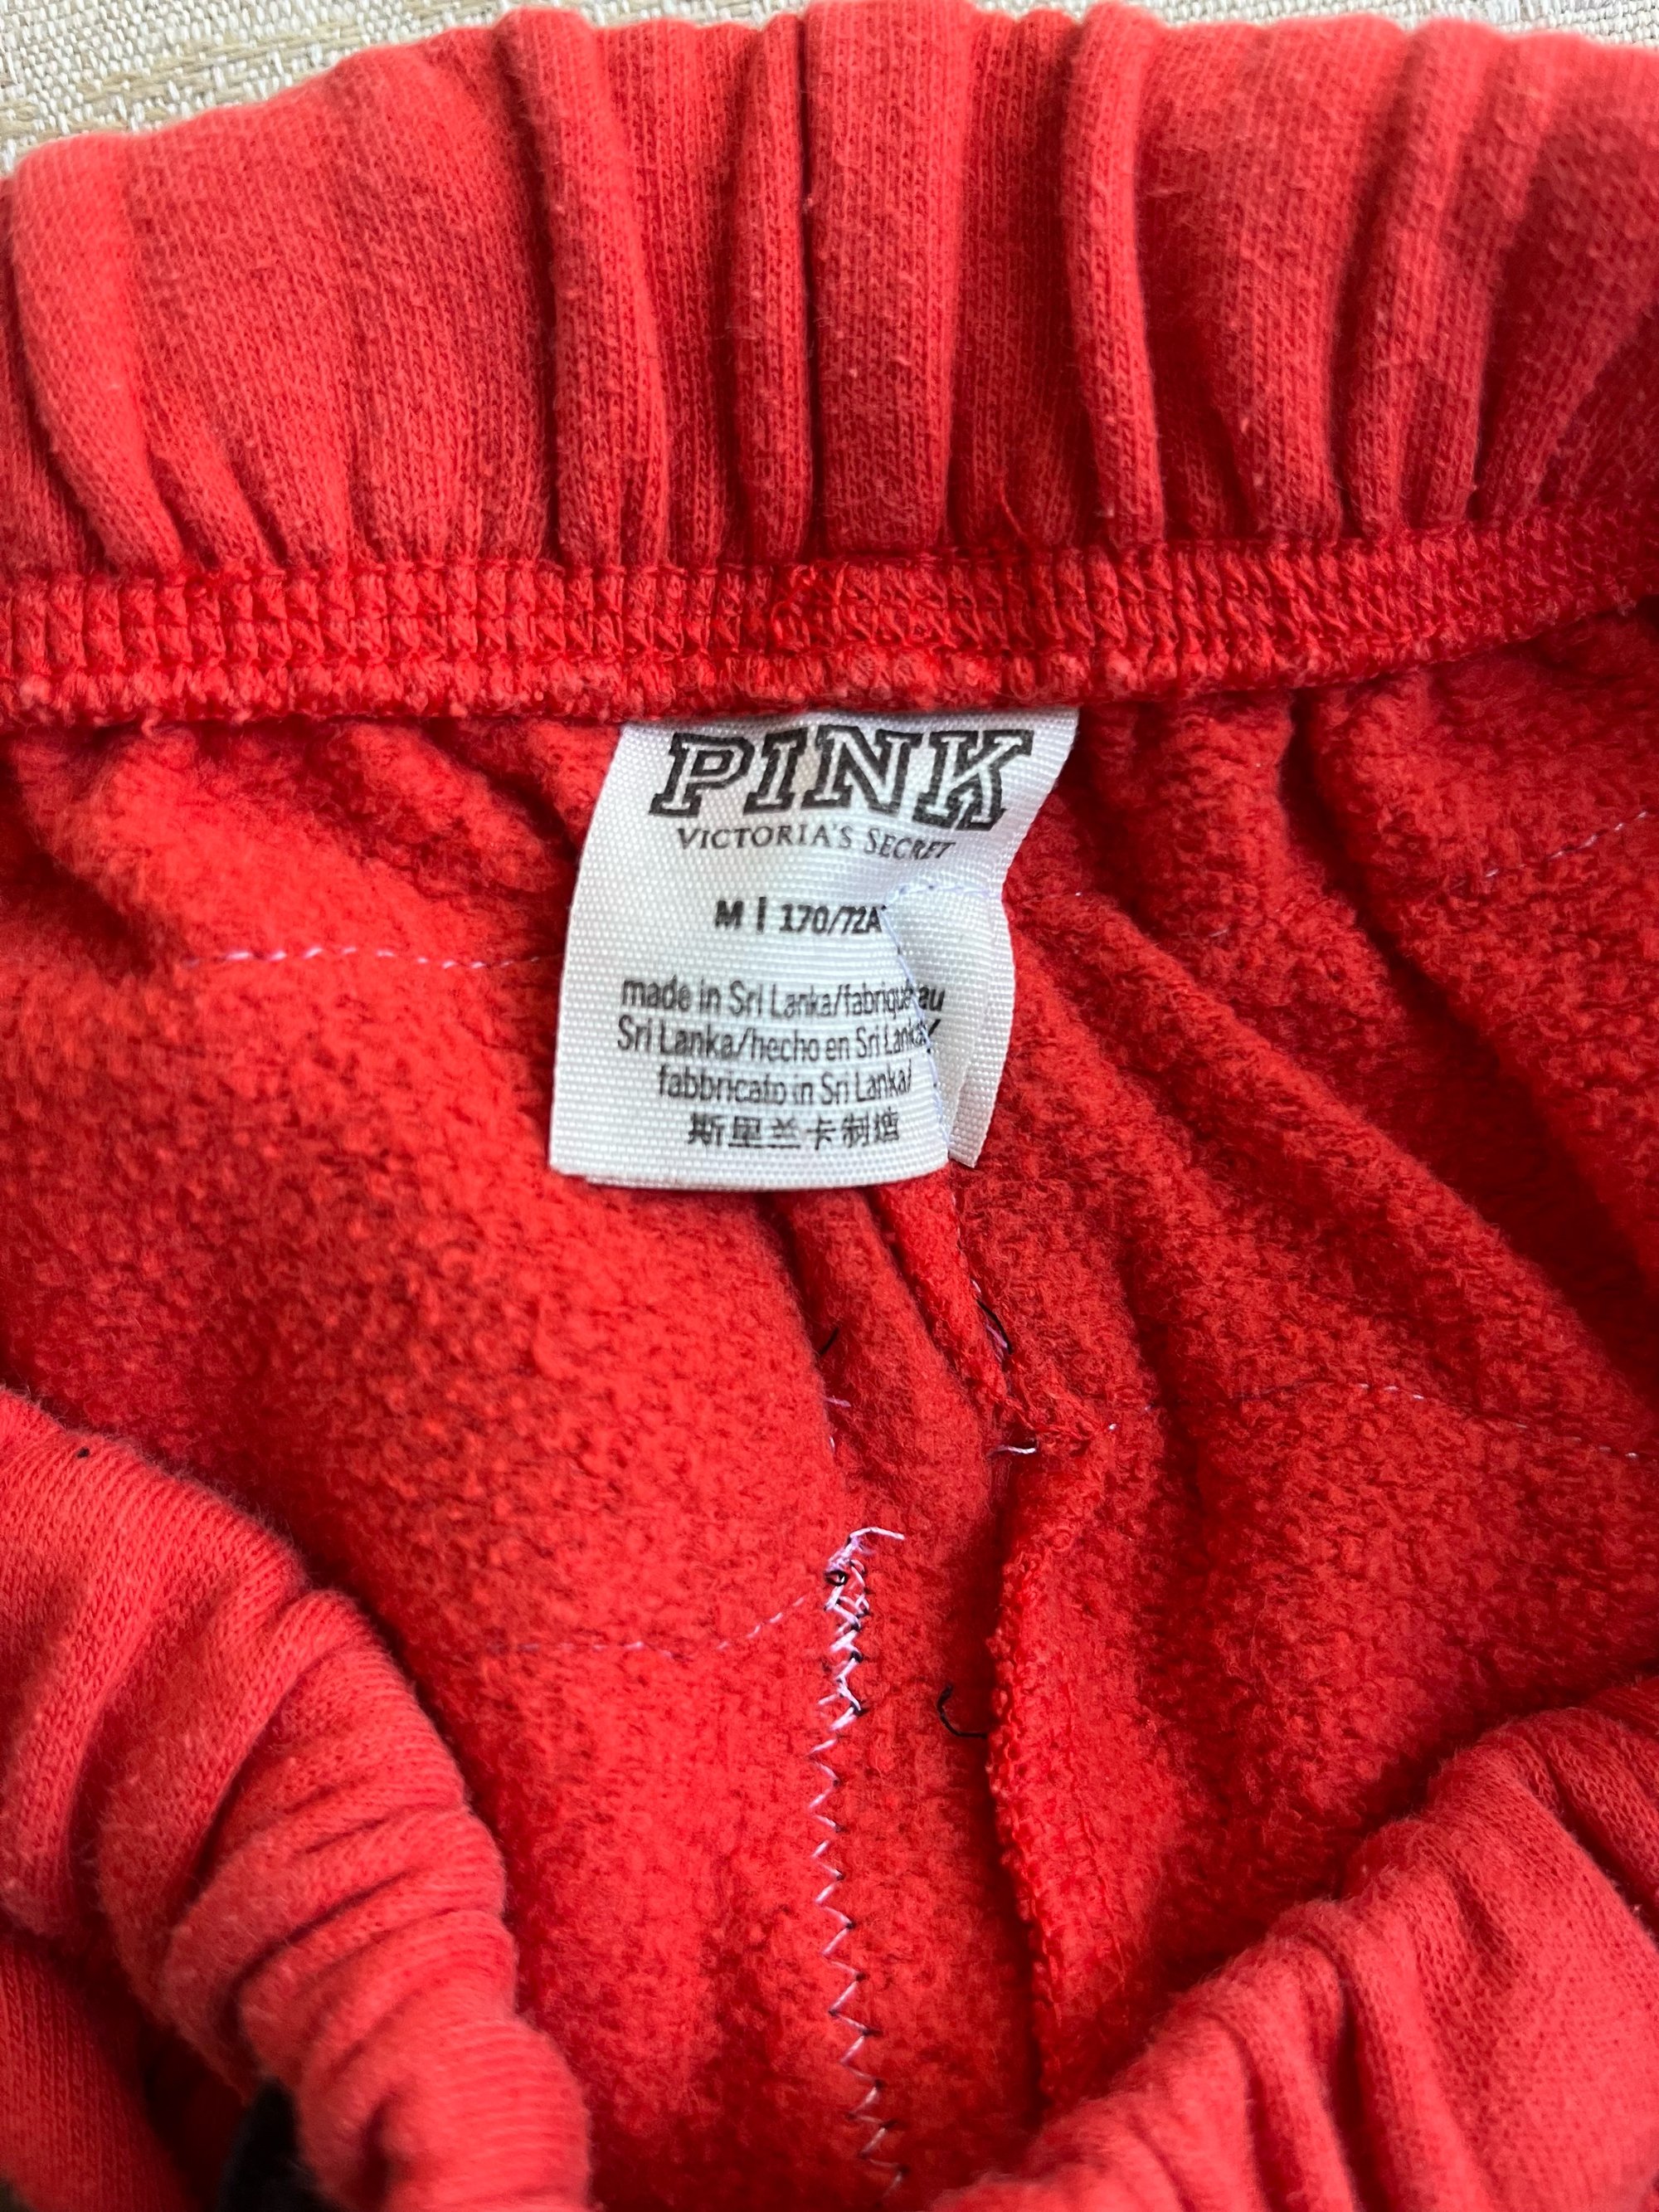 PINK
VICTORIA'S SECRET
M | 170/72A
made in Sri Lanka/fabriqué au
Sri Lanka/hecho en Sri Lanka/
fabbricato in Sri Lanka/
斯里兰卡制造